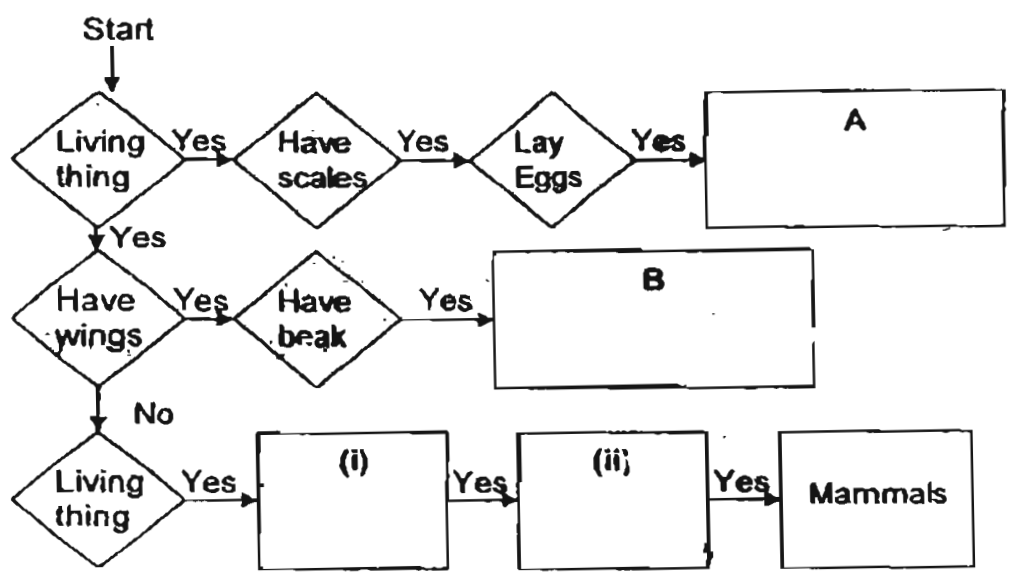 Start
Living
thing
Yes
Have
scales
Yes
Lay
Eggs
Yes
A
Yes
Have
wings
Yes
Have
beak
Yes
B
No
Living
thing
Yes
(i)
Yes
(ii)
Yes
Mammals